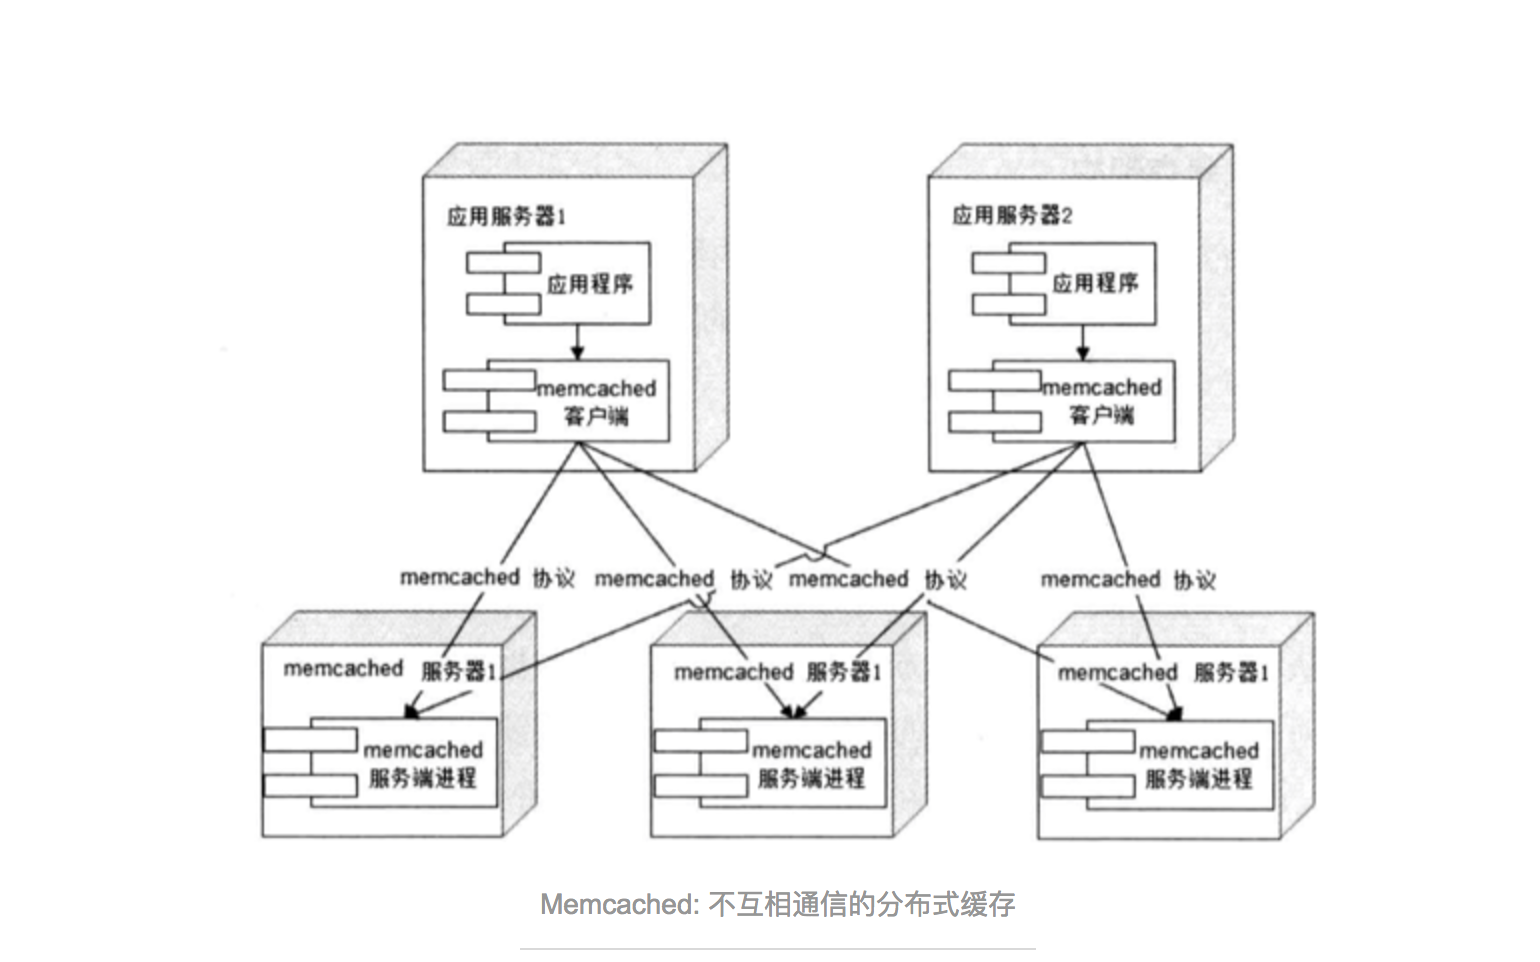 应用服务器1
应用服务器2
应用程序
应用程序
memcached
客户端
memcached
客户端
memcached 协议
memcached 协议
memcached 协议
memcached 协议
memcached 服务器1
memcached 服务器1
memcached 服务器1
memcached
服务端进程
memcached
服务端进程
memcached
服务端进程
Memcached: 不互相通信的分布式缓存